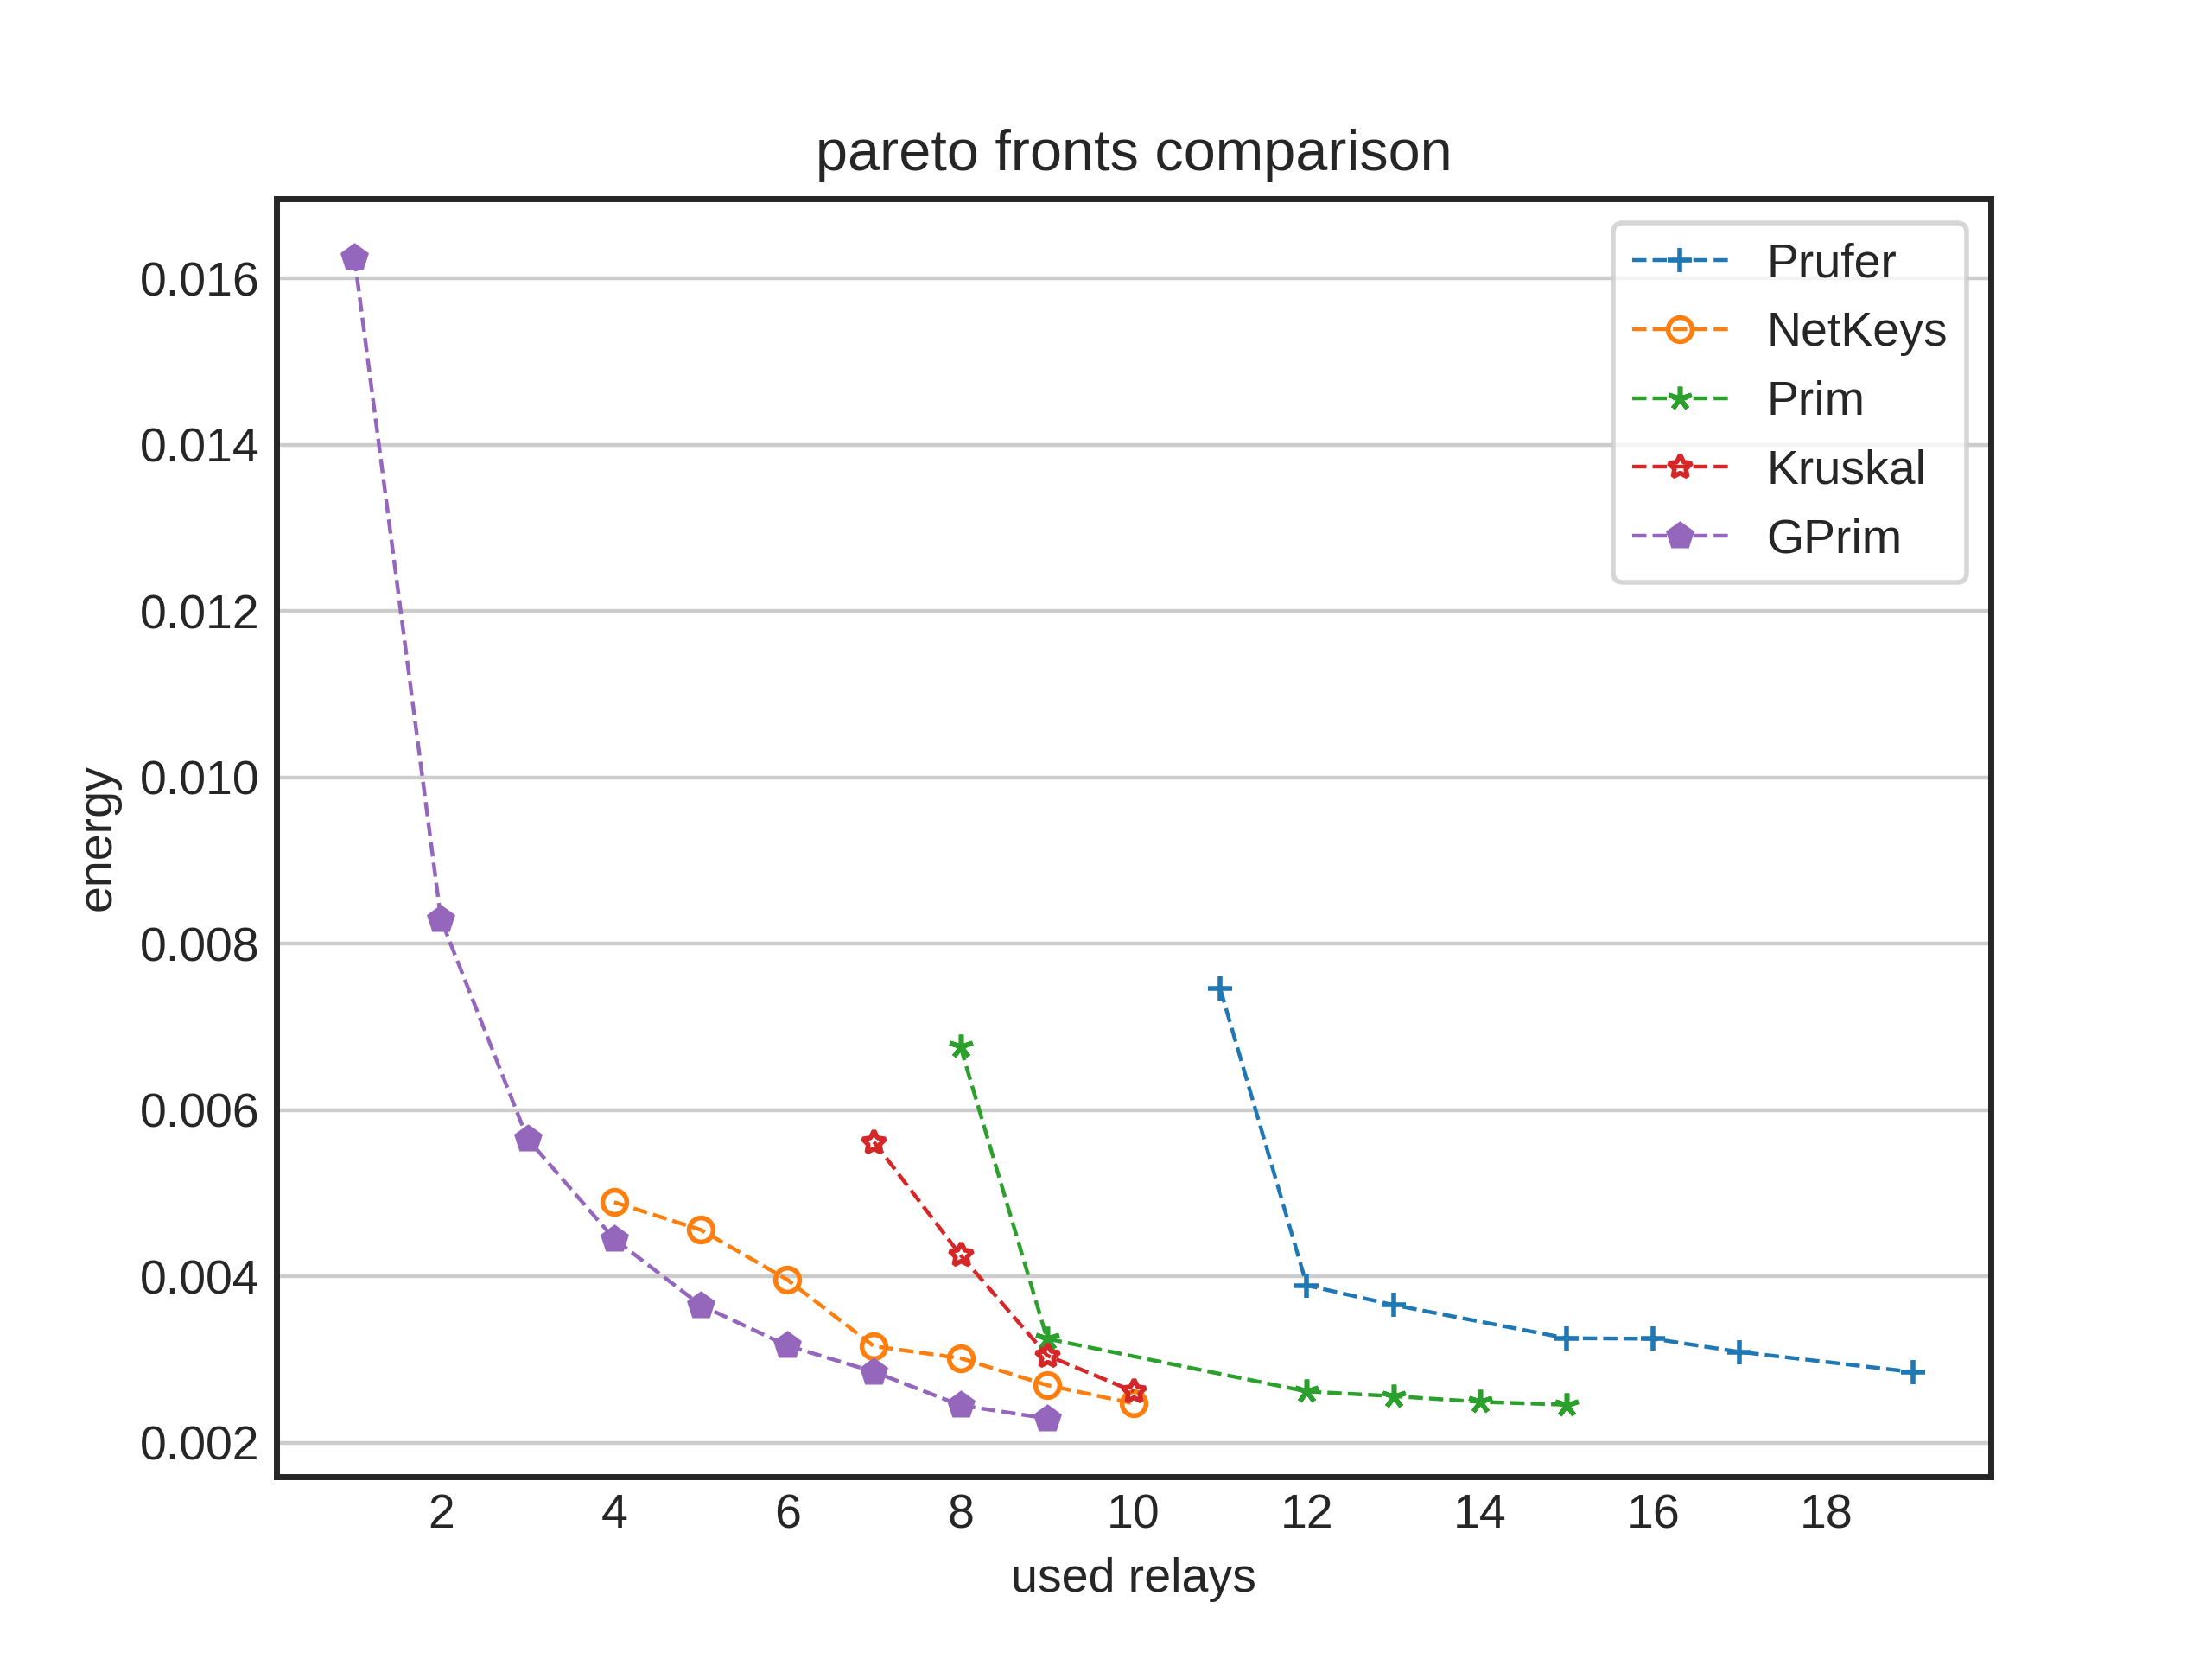 pareto fronts comparison
0.016
0.014
0.012
0.010
0.008
0.006
0.004
0.002
energy
Prufer
NetKeys
Prim
Kruskal
GPrim
2 4 6 8 10 12 14 16 18
used relays